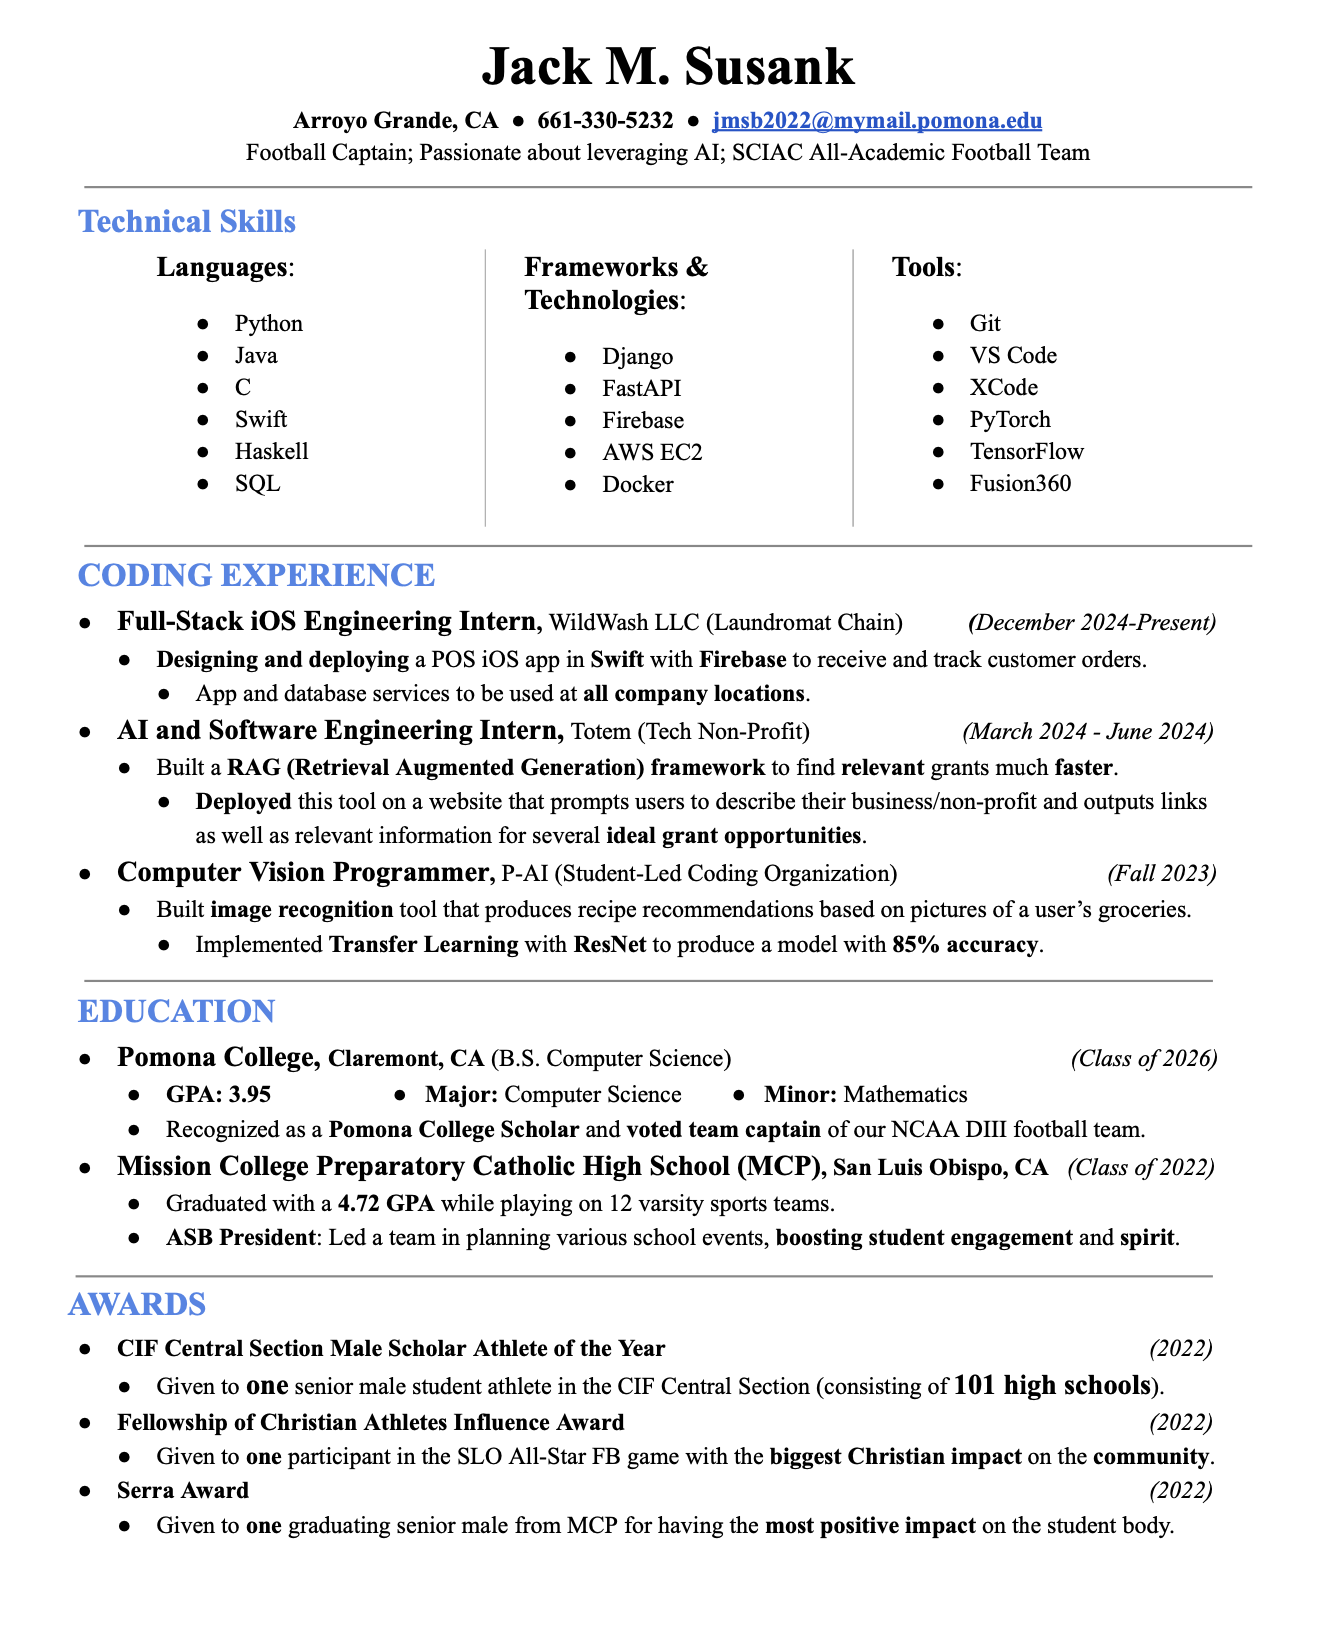 Jack M. Susank
Arroyo Grande, CA ● 661-330-5232 ● jmsb2022@mymail.pomona.edu
Football Captain; Passionate about leveraging AI; SCIAC All-Academic Football Team
Technical Skills
Languages:
● Python
● Java
● C
● Swift
● Haskell
● SQL
Frameworks &
Technologies:
● Django
● FastAPI
● Firebase
● AWS EC2
● Docker
Tools:
● Git
● VS Code
● XCode
● PyTorch
● TensorFlow
● Fusion360
CODING EXPERIENCE
● Full-Stack iOS Engineering Intern, WildWash LLC (Laundromat Chain) (December 2024-Present)
● Designing and deploying a POS iOS app in Swift with Firebase to receive and track customer orders.
● App and database services to be used at all company locations.
● AI and Software Engineering Intern, Totem (Tech Non-Profit) (March 2024 - June 2024)
● Built a RAG (Retrieval Augmented Generation) framework to find relevant grants much faster.
● Deployed this tool on a website that prompts users to describe their business/non-profit and outputs links
as well as relevant information for several ideal grant opportunities.
● Computer Vision Programmer, P-AI (Student-Led Coding Organization) (Fall 2023)
● Built image recognition tool that produces recipe recommendations based on pictures of a user’s groceries.
● Implemented Transfer Learning with ResNet to produce a model with 85% accuracy.
EDUCATION
● Pomona College, Claremont, CA (B.S. Computer Science) (Class of 2026)
● GPA: 3.95 ● Major: Computer Science ● Minor: Mathematics
● Recognized as a Pomona College Scholar and voted team captain of our NCAA DIII football team.
● Mission College Preparatory Catholic High School (MCP), San Luis Obispo, CA (Class of 2022)
● Graduated with a 4.72 GPA while playing on 12 varsity sports teams.
● ASB President: Led a team in planning various school events, boosting student engagement and spirit.
AWARDS
● CIF Central Section Male Scholar Athlete of the Year (2022)
● Given to one senior male student athlete in the CIF Central Section (consisting of 101 high schools).
● Fellowship of Christian Athletes Influence Award (2022)
● Given to one participant in the SLO All-Star FB game with the biggest Christian impact on the community.
● Serra Award (2022)
● Given to one graduating senior male from MCP for having the most positive impact on the student body.